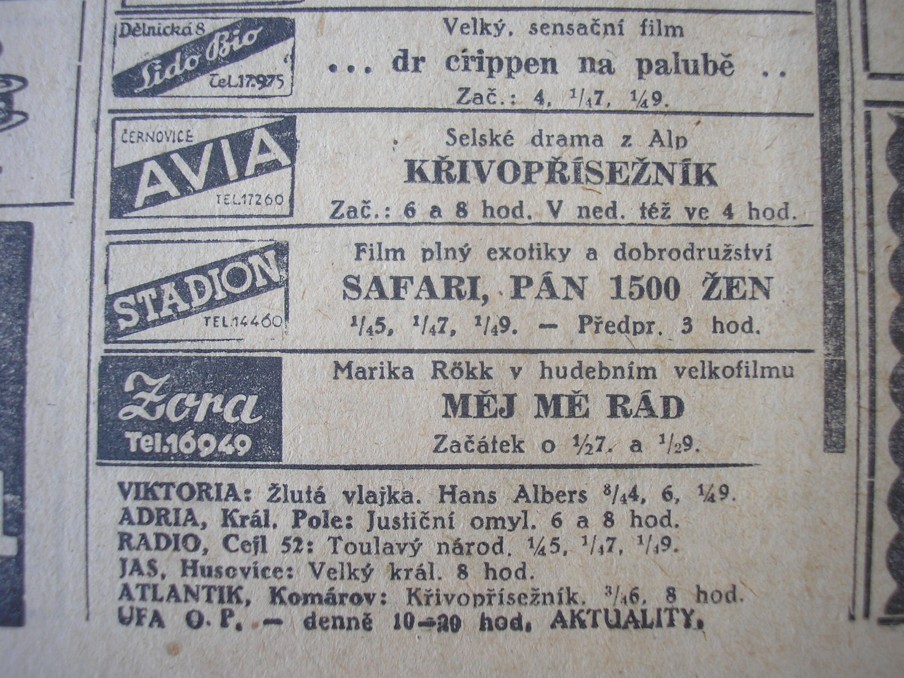 Dělnická 8
Lido Bio
Tel. 17.975
Velký, sensační film
... dr crippen na palubě ..
Zač.: 4, ¹/₄7, ¼9.
ČERNOVICE
AVIA
TEL.17260
Selské drama z Alp
KŘIVOPŘÍSEŽNÍK
Zač.: 6 a 8 hod. V ned. též ve 4 hod.
STADION
TEL.14460
Film plný exotiky a dobrodružství
SAFARI, PÁN 1500 ŽEN
¹/₄5, ¹/₄7, ¹/₄9. — Předpr. 3 hod.
Zora
Tel.16949
Marika Rökk v hudebním velkofilmu
MĚJ MĚ RÁD
Začátek o ½7. a ¹/₂9.
VIKTORIA: Žlutá vlajka. Hans Albers ³/₄4, 6, ¼9.
ADRIA, Král. Pole: Justiční omyl. 6 a 8 hod.
RADIO, Cejl 52: Toulavý národ. ¼5, ¹/₄7, ¹/₄9.
JAS, Husovice: Velký král. 8 hod.
ATLANTIK, Komárov: Křivopřísežník. ³/₄6, 8 hod.
UFA O. P. — denně 10—20 hod. AKTUALITY.